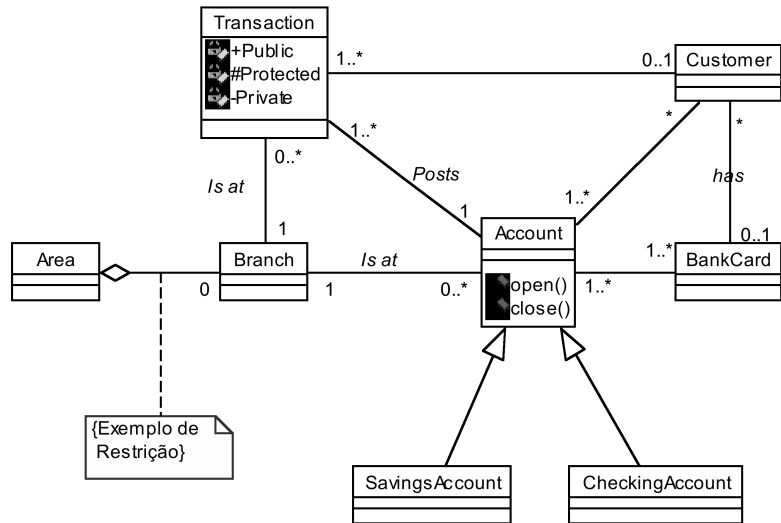 Transaction
+Public
#Protected
-Private
1..*
0..1
Customer
1..*
0..*
Is at
Posts
*
*
has
1
1
1..*
0..1
Area
0
Branch
1
Is at
0..*
Account
open()
close()
1..*
1..*
BankCard
{Exemplo de
Restrição}
SavingsAccount
CheckingAccount